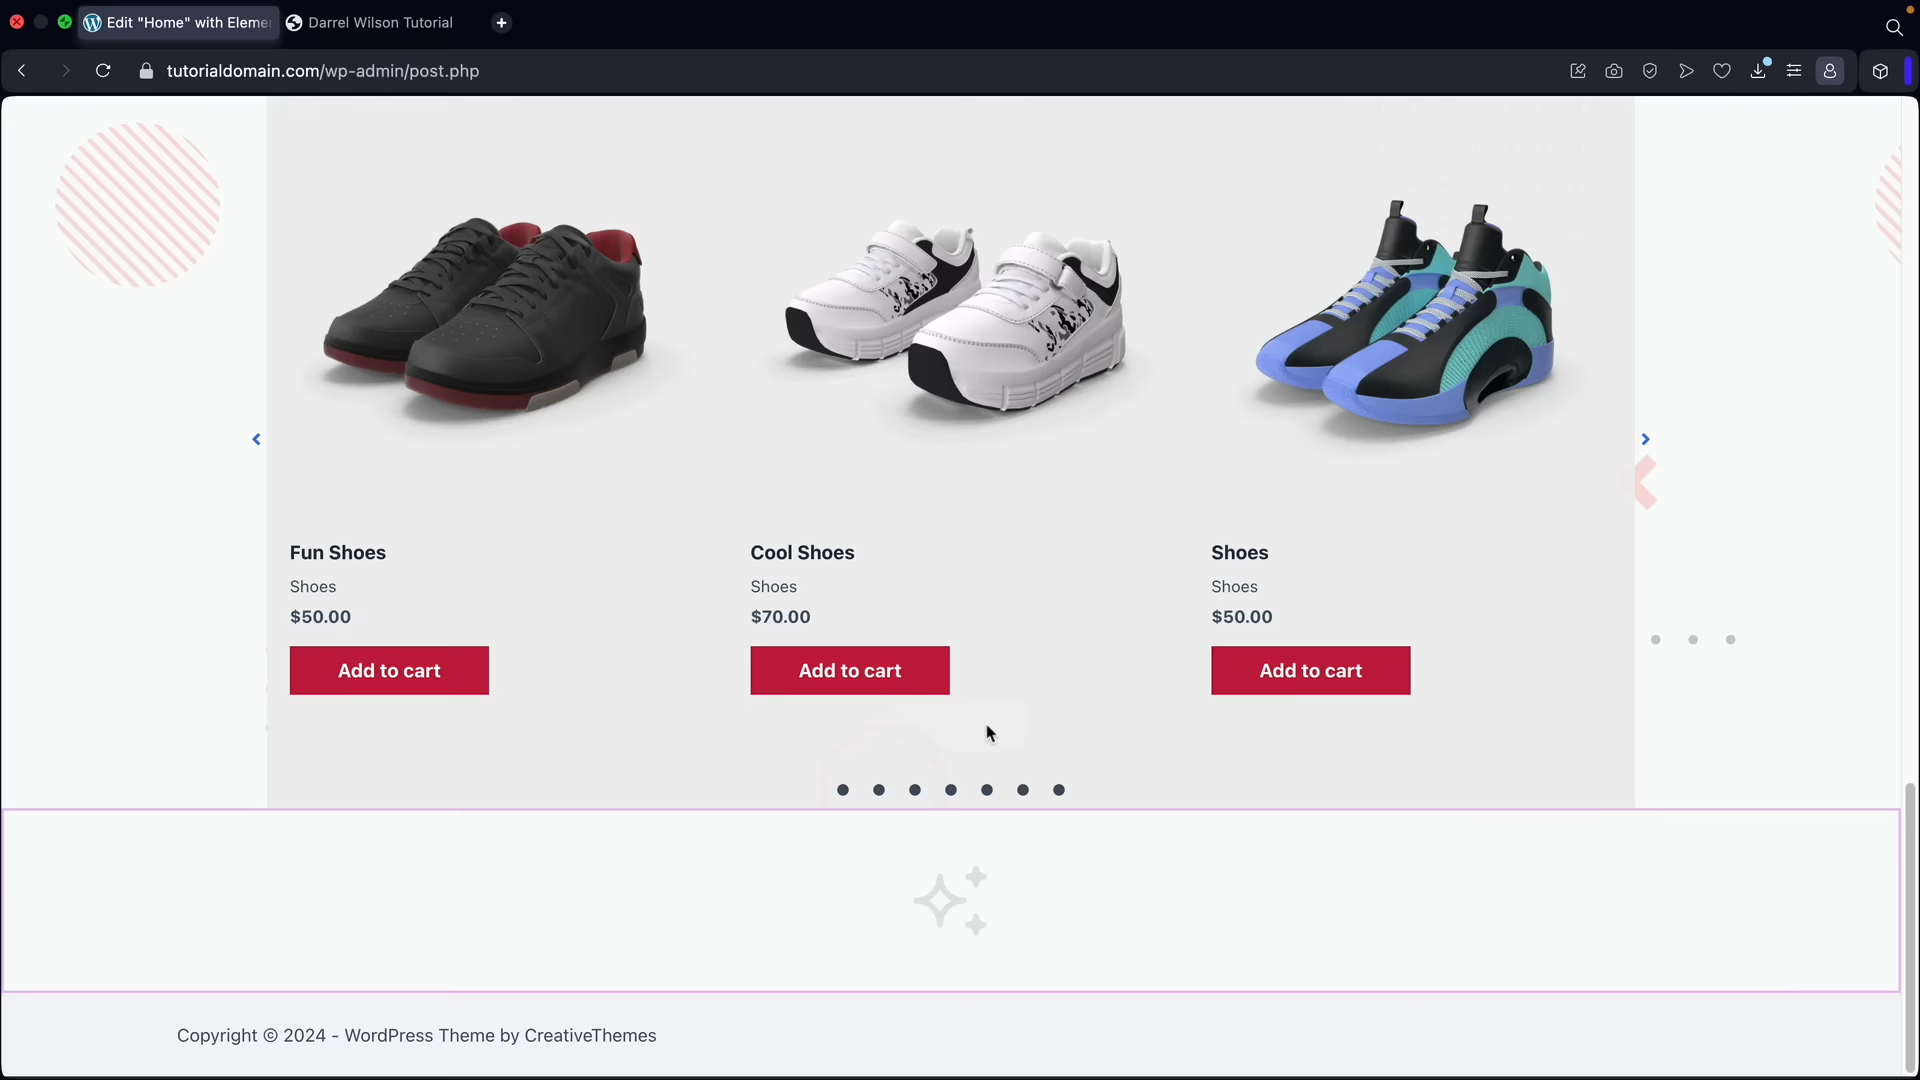 Edit "Home" with Eleme
Darrel Wilson Tutorial
tutorialdomain.com/wp-admin/post.php
Fun Shoes
Shoes
$50.00
Add to cart
Cool Shoes
Shoes
$70.00
Add to cart
Shoes
Shoes
$50.00
Add to cart
Copyright © 2024 - WordPress Theme by CreativeThemes